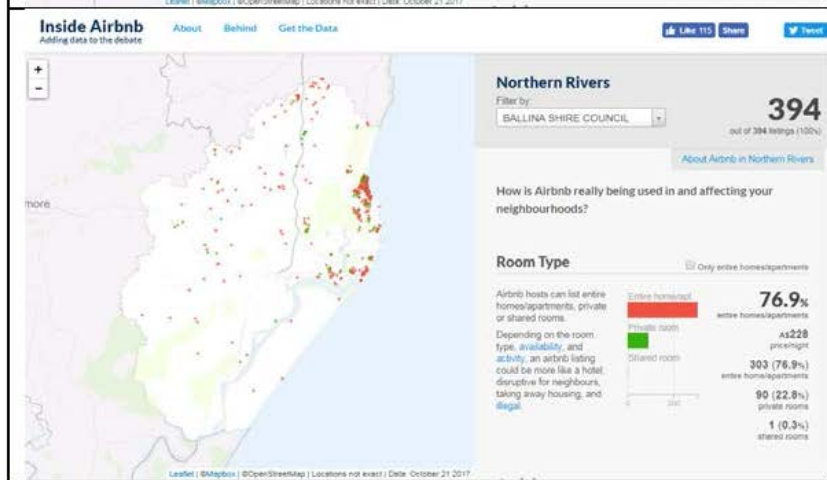 Leaflet | ©Mapbox | ©OpenStreetMap | Locations not exact | Date: October 21 2017
Inside Airbnb
Adding data to the debate
About
Behind
Get the Data
Like 115
Share
Tweet
+
−
more
Northern Rivers
Filter by:
BALLINA SHIRE COUNCIL
394
out of 394 listings (100%)
About Airbnb in Northern Rivers
How is Airbnb really being used in and affecting your
neighbourhoods?
Room Type
Only entire homes/apartments
Airbnb hosts can list entire
homes/apartments, private
or shared rooms.
Depending on the room
type, availability, and
activity, an airbnb listing
could be more like a hotel,
disruptive for neighbours,
taking away housing, and
illegal.
Entire home/apt
Private room
Shared room
0
76.9%
entire homes/apartments
A$228
price/night
303 (76.9%)
entire home/apartments
90 (22.8%)
private rooms
1 (0.3%)
shared rooms
Leaflet | ©Mapbox | ©OpenStreetMap | Locations not exact | Date: October 21 2017